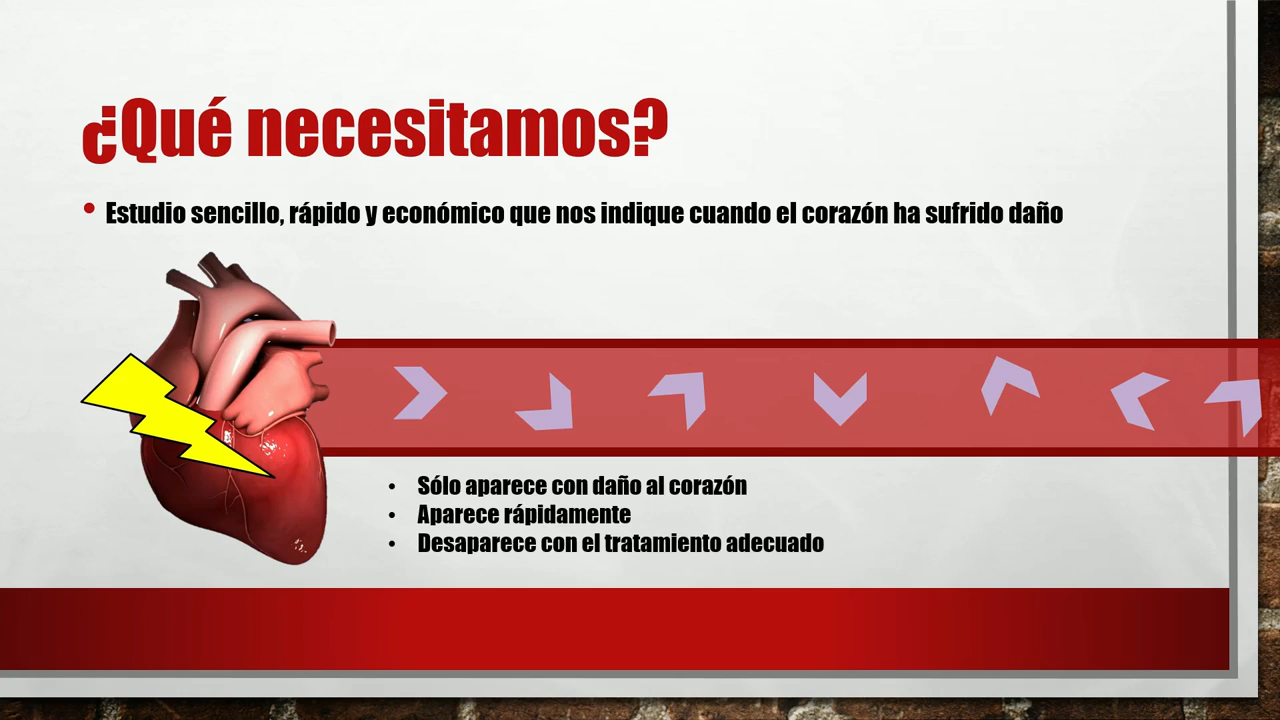 ¿Qué necesitamos?
• Estudio sencillo, rápido y económico que nos indique cuando el corazón ha sufrido daño
• Sólo aparece con daño al corazón
• Aparece rápidamente
• Desaparece con el tratamiento adecuado